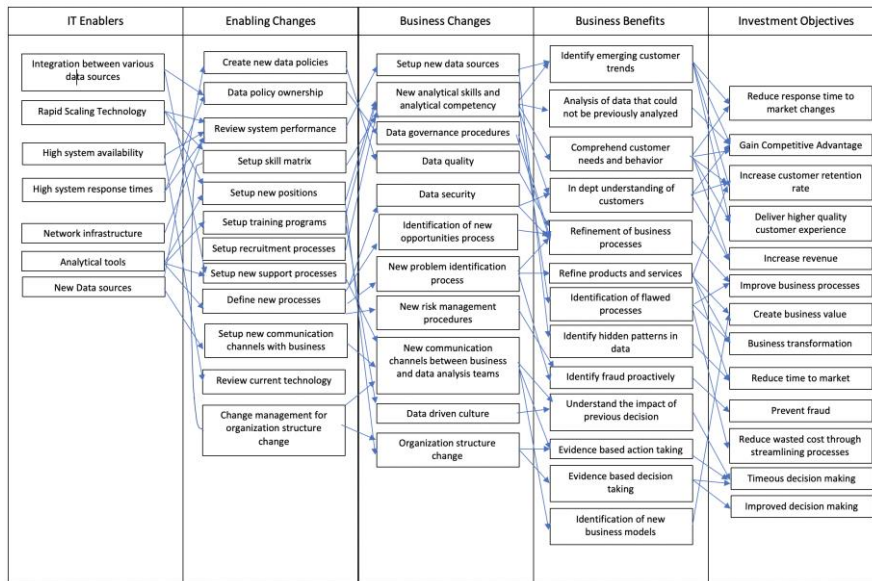 IT Enablers
Enabling Changes
Business Changes
Business Benefits
Investment Objectives
Integration between various
data sources
Rapid Scaling Technology
High system availability
High system response times
Network infrastructure
Analytical tools
New Data sources
Create new data policies
Data policy ownership
Review system performance
Setup skill matrix
Setup new positions
Setup training programs
Setup recruitment processes
Setup new support processes
Define new processes
Setup new communication
channels with business
Review current technology
Change management for
organization structure
change
Setup new data sources
New analytical skills and
analytical competency
Data governance procedures
Data quality
Data security
Identification of new
opportunities process
New problem identification
process
New risk management
procedures
New communication
channels between business
and data analysis teams
Data driven culture
Organization structure
change
Identify emerging customer
trends
Analysis of data that could
not be previously analyzed
Comprehend customer
needs and behavior
In dept understanding of
customers
Refinement of business
processes
Refine products and services
Identification of flawed
processes
Identify hidden patterns in
data
Identify fraud proactively
Understand the impact of
previous decision
Evidence based action taking
Evidence based decision
taking
Identification of new
business models
Reduce response time to
market changes
Gain Competitive Advantage
Increase customer retention
rate
Deliver higher quality
customer experience
Increase revenue
Improve business processes
Create business value
Business transformation
Reduce time to market
Prevent fraud
Reduce wasted cost through
streamlining processes
Timeous decision making
Improved decision making